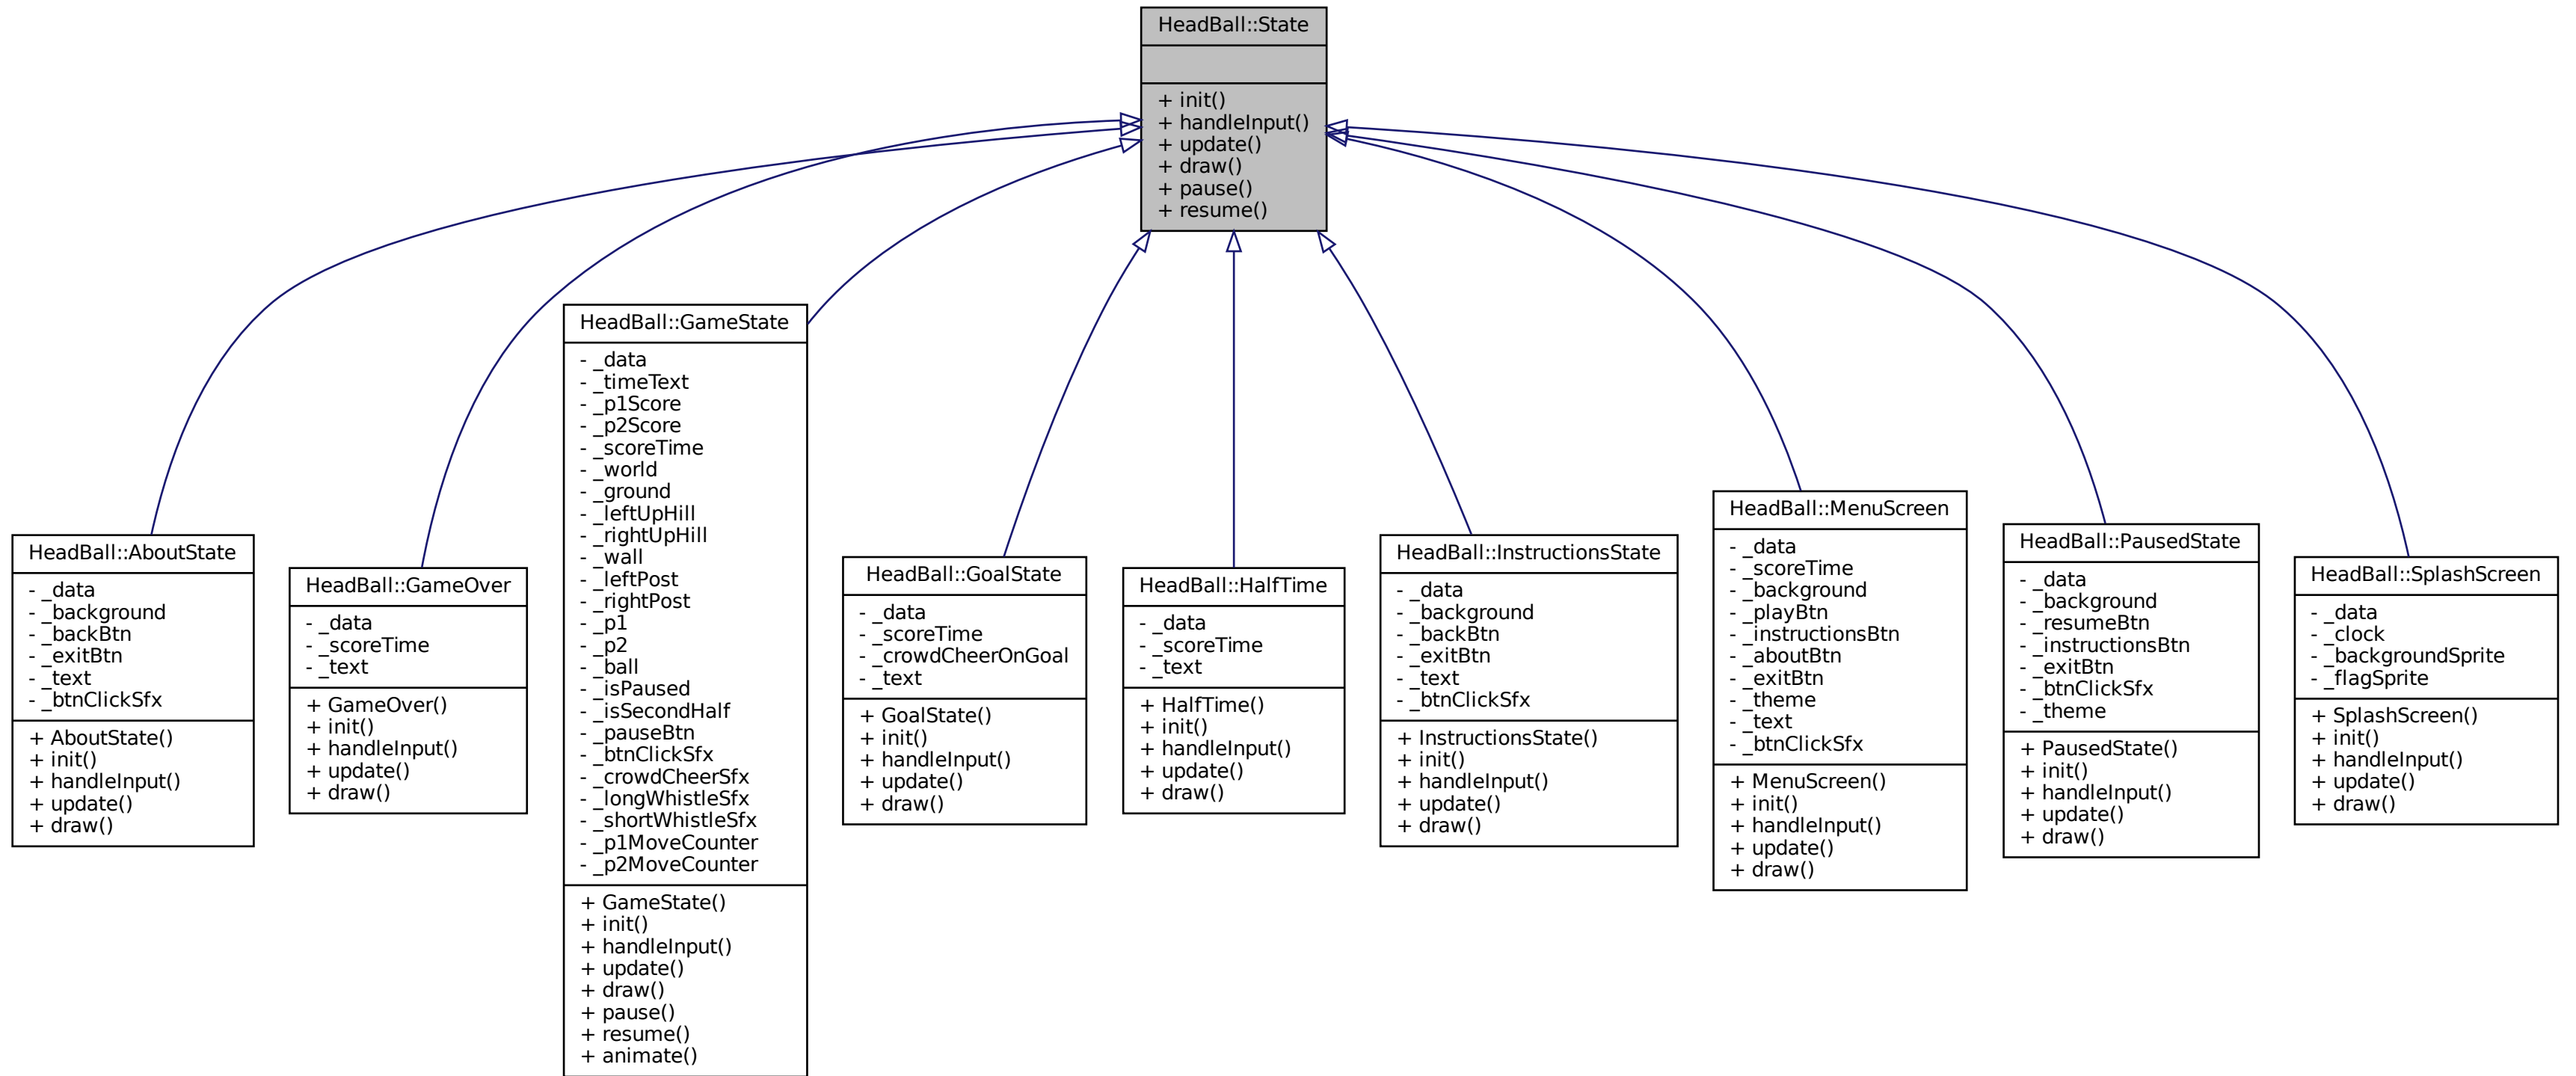 HeadBall::State
+ init()
+ handleInput()
+ update()
+ draw()
+ pause()
+ resume()
HeadBall::AboutState
- _data
- _background
- _backBtn
- _exitBtn
- _text
- _btnClickSfx
+ AboutState()
+ init()
+ handleInput()
+ update()
+ draw()
HeadBall::GameOver
- _data
- _scoreTime
- _text
+ GameOver()
+ init()
+ handleInput()
+ update()
+ draw()
HeadBall::GameState
- _data
- _timeText
- _p1Score
- _p2Score
- _scoreTime
- _world
- _ground
- _leftUpHill
- _rightUpHill
- _wall
- _leftPost
- _rightPost
- _p1
- _p2
- _ball
- _isPaused
- _isSecondHalf
- _pauseBtn
- _btnClickSfx
- _crowdCheerSfx
- _longWhistleSfx
- _shortWhistleSfx
- _p1MoveCounter
- _p2MoveCounter
+ GameState()
+ init()
+ handleInput()
+ update()
+ draw()
+ pause()
+ resume()
+ animate()
HeadBall::GoalState
- _data
- _scoreTime
- _crowdCheerOnGoal
- _text
+ GoalState()
+ init()
+ handleInput()
+ update()
+ draw()
HeadBall::HalfTime
- _data
- _scoreTime
- _text
+ HalfTime()
+ init()
+ handleInput()
+ update()
+ draw()
HeadBall::InstructionsState
- _data
- _background
- _backBtn
- _exitBtn
- _text
- _btnClickSfx
+ InstructionsState()
+ init()
+ handleInput()
+ update()
+ draw()
HeadBall::MenuScreen
- _data
- _scoreTime
- _background
- _playBtn
- _instructionsBtn
- _aboutBtn
- _exitBtn
- _theme
- _text
- _btnClickSfx
+ MenuScreen()
+ init()
+ handleInput()
+ update()
+ draw()
HeadBall::PausedState
- _data
- _background
- _resumeBtn
- _instructionsBtn
- _exitBtn
- _btnClickSfx
- _theme
+ PausedState()
+ init()
+ handleInput()
+ update()
+ draw()
HeadBall::SplashScreen
- _data
- _clock
- _backgroundSprite
- _flagSprite
+ SplashScreen()
+ init()
+ handleInput()
+ update()
+ draw()